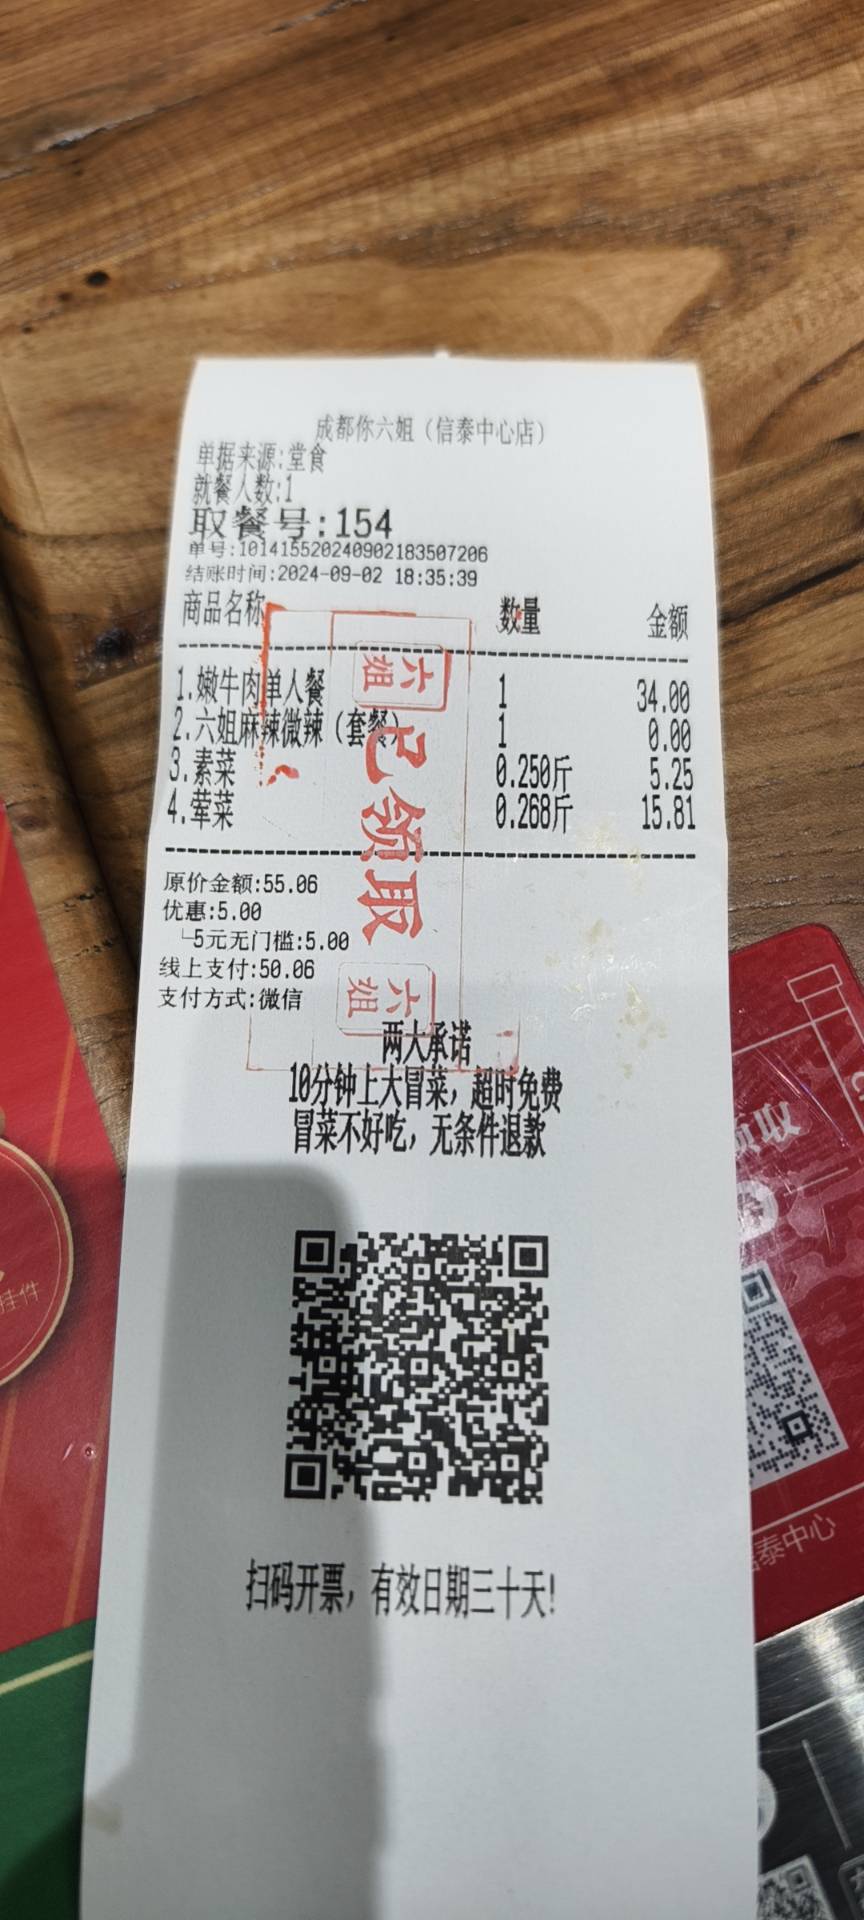 成都你六姐（信泰中心店）
单据来源:堂食
就餐人数:1
取餐号:154
单号:101415520240902183507206
结账时间:2024-09-02 18:35:39
商品名称 数量 金额
1.嫩牛肉单人餐 1 34.00
2.六姐麻辣微辣（套餐） 1 0.00
3.素菜 0.250斤 5.25
4.荤菜 0.268斤 15.81
六姐
已领取
六姐
原价金额:55.06
优惠:5.00
└5元无门槛:5.00
线上支付:50.06
支付方式:微信
两大承诺
10分钟上大冒菜，超时免费
冒菜不好吃，无条件退款
扫码开票，有效日期三十天!
挂件
泰中心